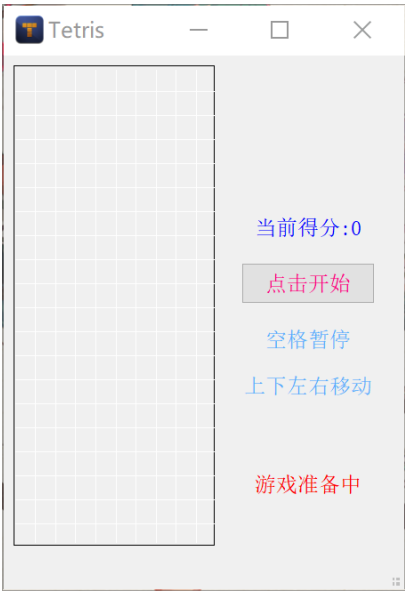 Tetris
当前得分:0
点击开始
空格暂停
上下左右移动
游戏准备中